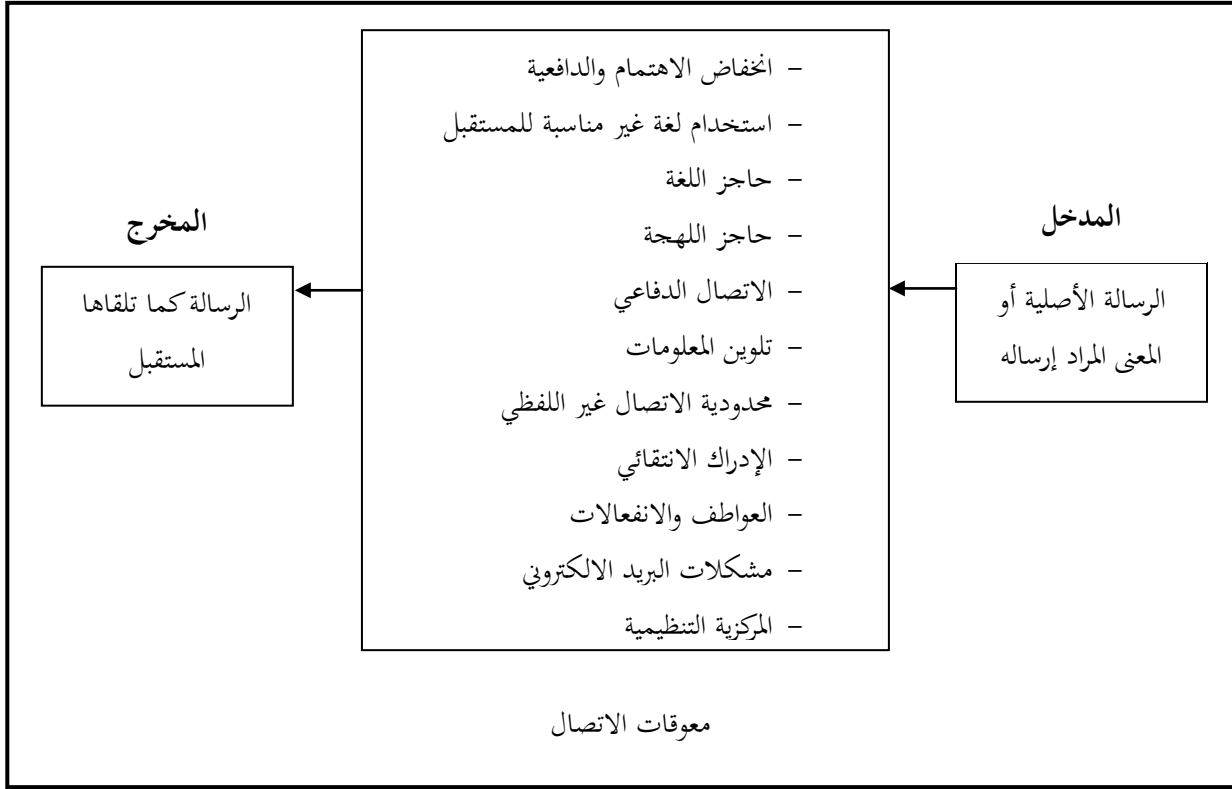 المدخل
الرسالة الأصلية أو
المعنى المراد إرساله
– انخفاض الاهتمام والدافعية
– استخدام لغة غير مناسبة للمستقبل
– حاجز اللغة
– حاجز اللهجة
– الاتصال الدفاعي
– تلوين المعلومات
– محدودية الاتصال غير اللفظي
– الإدراك الانتقائي
– العواطف والانفعالات
– مشكلات البريد الالكتروني
– المركزية التنظيمية
المخرج
الرسالة كما تلقاها
المستقبل
معوقات الاتصال